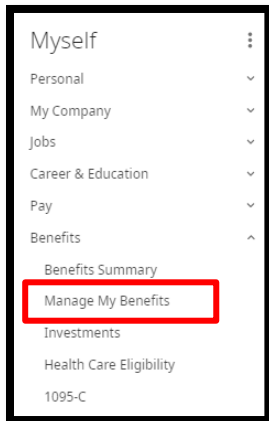 Myself
Personal
My Company
Jobs
Career & Education
Pay
Benefits
Benefits Summary
Manage My Benefits
Investments
Health Care Eligibility
1095-C